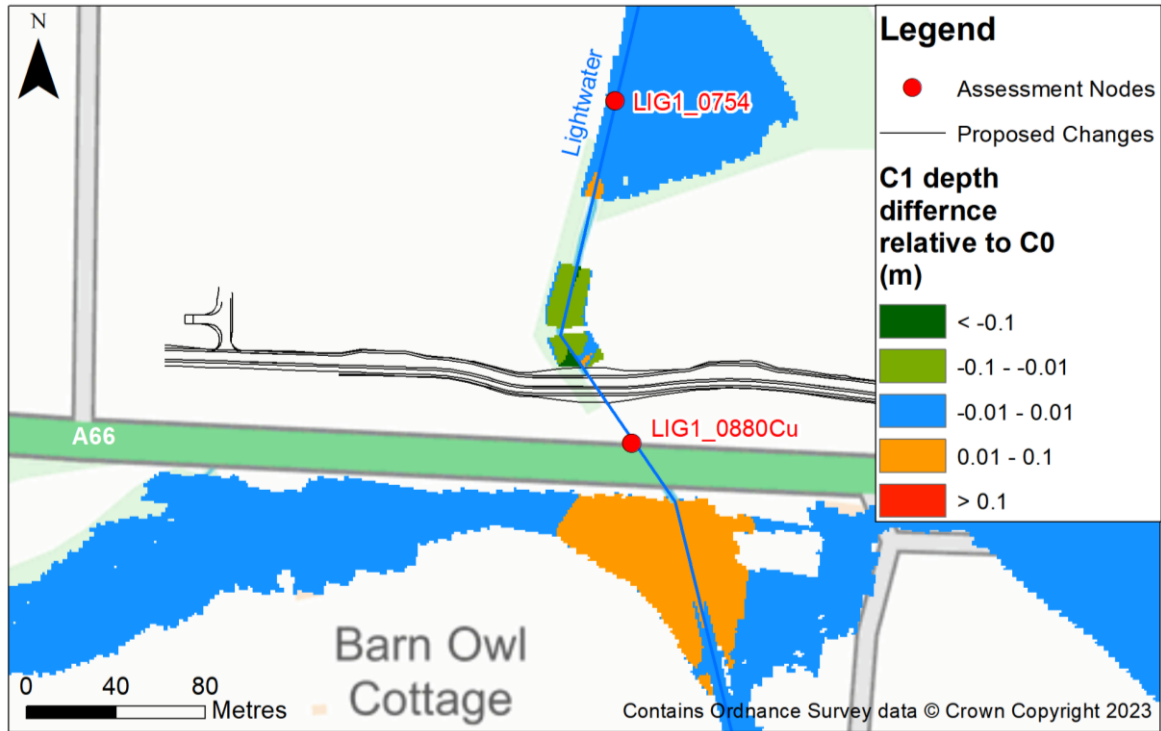 N
Lightwater
LIG1_0754
LIG1_0880Cu
A66
Barn Owl
Cottage
0 40 80
Metres
Legend
Assessment Nodes
Proposed Changes
C1 depth
differnce
relative to C0
(m)
< -0.1
-0.1 - -0.01
-0.01 - 0.01
0.01 - 0.1
> 0.1
Contains Ordnance Survey data © Crown Copyright 2023